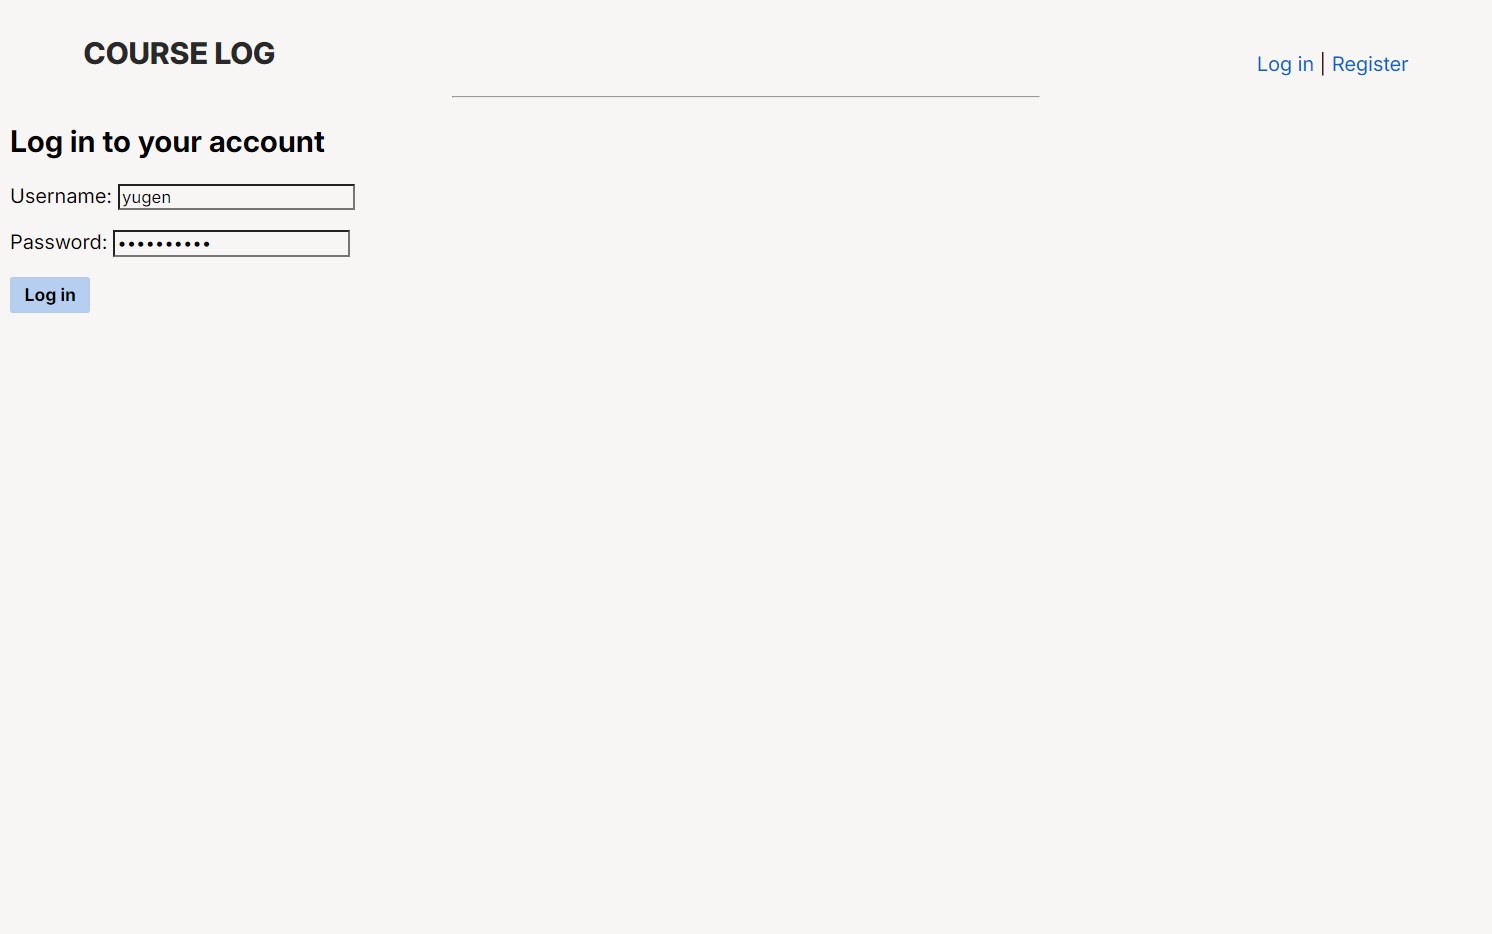 COURSE LOG
Log in | Register
Log in to your account
Username: yugen
Password: ••••••••••
Log in